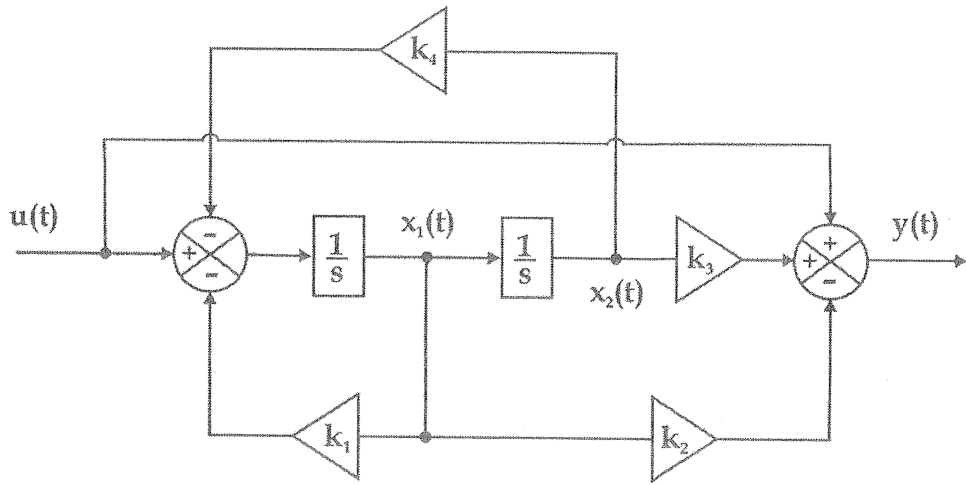 k₄
u(t)
−
+
−
1
s
x₁(t)
1
s
x₂(t)
k₃
+
+
−
y(t)
k₁
k₂